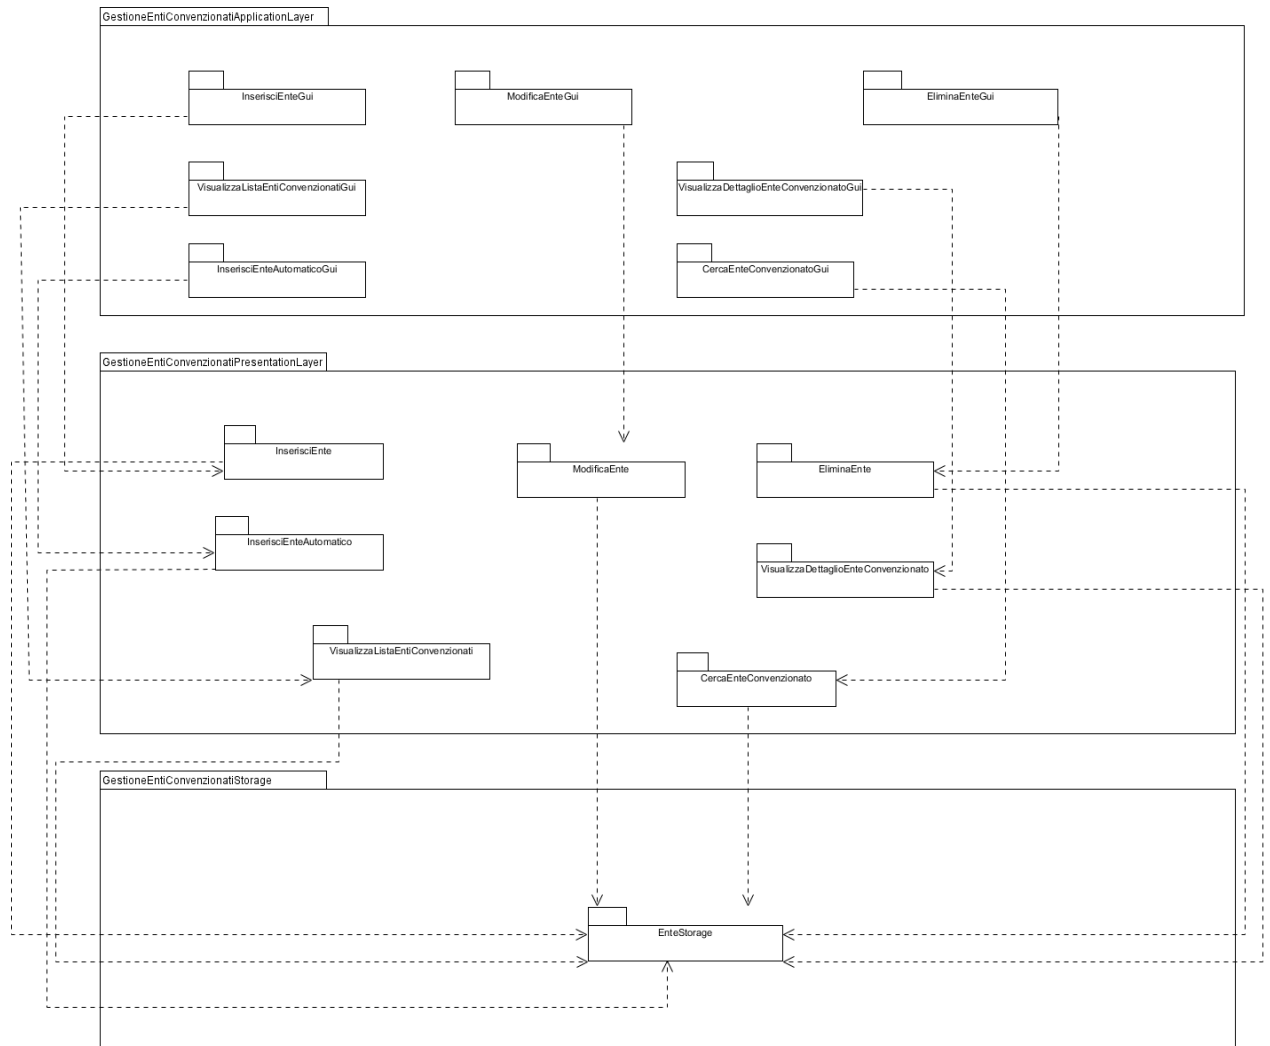 GestioneEntiConvenzionatiApplicationLayer
InserisciEnteGui
ModificaEnteGui
EliminaEnteGui
VisualizzaListaEntiConvenzionatiGui
VisualizzaDettaglioEnteConvenzionatoGui
InserisciEnteAutomaticoGui
CercaEnteConvenzionatoGui
GestioneEntiConvenzionatiPresentationLayer
InserisciEnte
ModificaEnte
EliminaEnte
InserisciEnteAutomatico
VisualizzaDettaglioEnteConvenzionato
VisualizzaListaEntiConvenzionati
CercaEnteConvenzionato
GestioneEntiConvenzionatiStorage
EnteStorage